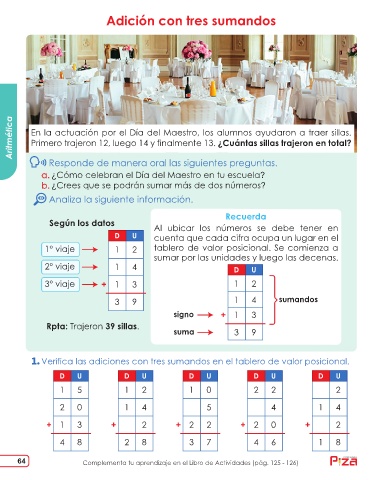 Adición con tres sumandos
Aritmética
En la actuación por el Día del Maestro, los alumnos ayudaron a traer sillas.
Primero trajeron 12, luego 14 y finalmente 13. ¿Cuántas sillas trajeron en total?
Responde de manera oral las siguientes preguntas.
a. ¿Cómo celebran el Día del Maestro en tu escuela?
b. ¿Crees que se podrán sumar más de dos números?
Analiza la siguiente información.
Según los datos
D U
1° viaje 1 2
2° viaje 1 4
3° viaje + 1 3
3 9
Rpta: Trajeron 39 sillas.
Recuerda
Al ubicar los números se debe tener en
cuenta que cada cifra ocupa un lugar en el
tablero de valor posicional. Se comienza a
sumar por las unidades y luego las decenas.
D U
1 2
1 4 sumandos
signo + 1 3
suma 3 9
1. Verifica las adiciones con tres sumandos en el tablero de valor posicional.
D U D U D U D U D U
1 5 1 2 1 0 2 2 2
2 0 1 4 5 4 1 4
+ 1 3 + 2 + 2 2 + 2 0 + 2
4 8 2 8 3 7 4 6 1 8
64
Complementa tu aprendizaje en el Libro de Actividades (pág. 125 - 126)